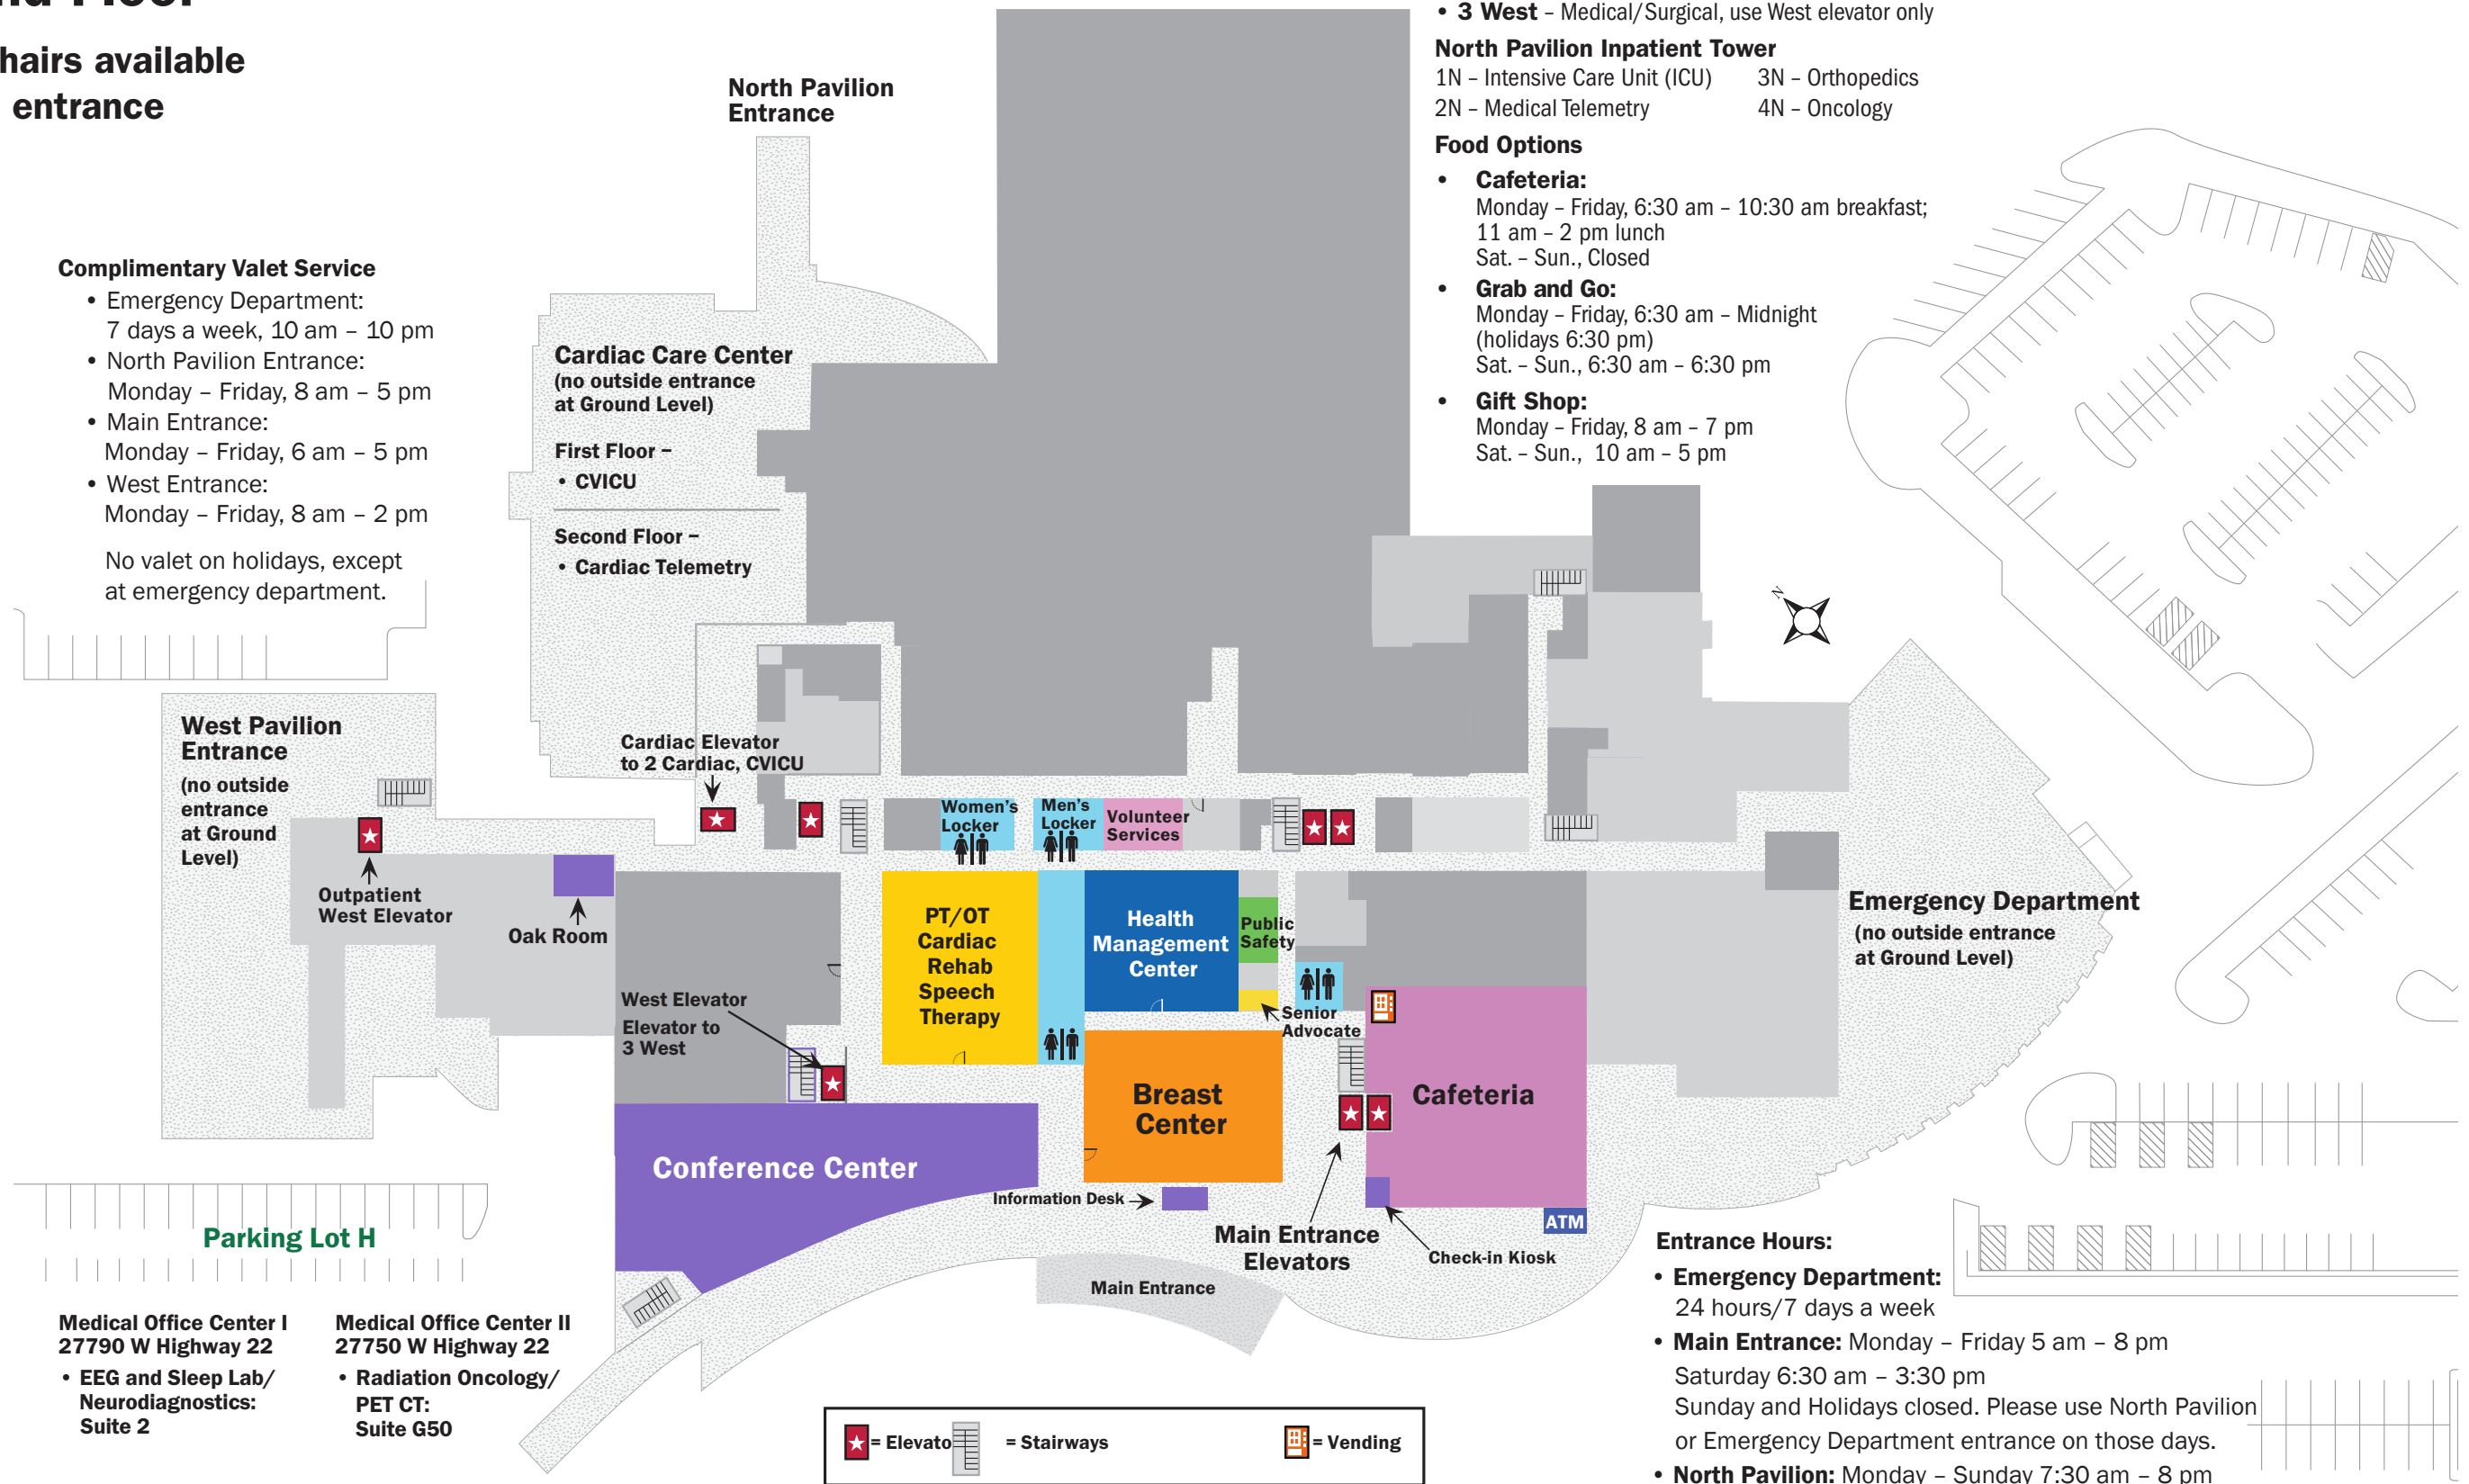 hairs available
entrance
Complimentary Valet Service
• Emergency Department:
7 days a week, 10 am – 10 pm
• North Pavilion Entrance:
Monday – Friday, 8 am – 5 pm
• Main Entrance:
Monday – Friday, 6 am – 5 pm
• West Entrance:
Monday – Friday, 8 am – 2 pm
No valet on holidays, except
at emergency department.
North Pavilion
Entrance
• 3 West – Medical/Surgical, use West elevator only
North Pavilion Inpatient Tower
1N – Intensive Care Unit (ICU) 3N – Orthopedics
2N – Medical Telemetry 4N – Oncology
Food Options
• Cafeteria:
Monday – Friday, 6:30 am – 10:30 am breakfast;
11 am – 2 pm lunch
Sat. – Sun., Closed
• Grab and Go:
Monday – Friday, 6:30 am – Midnight
(holidays 6:30 pm)
Sat. – Sun., 6:30 am – 6:30 pm
• Gift Shop:
Monday – Friday, 8 am – 7 pm
Sat. – Sun., 10 am – 5 pm
Cardiac Care Center
(no outside entrance
at Ground Level)
First Floor –
• CVICU
Second Floor –
• Cardiac Telemetry
N
West Pavilion
Entrance
(no outside
entrance
at Ground
Level)
Cardiac Elevator
to 2 Cardiac, CVICU
Women's
Locker
Men's
Locker
Volunteer
Services
Outpatient
West Elevator
Oak Room
PT/OT
Cardiac
Rehab
Speech
Therapy
Health
Management
Center
Public
Safety
Senior
Advocate
Emergency Department
(no outside entrance
at Ground Level)
West Elevator
Elevator to
3 West
Breast
Center
Cafeteria
Conference Center
Information Desk
Main Entrance
Elevators
ATM
Check-in Kiosk
Main Entrance
Parking Lot H
Medical Office Center I
27790 W Highway 22
• EEG and Sleep Lab/
Neurodiagnostics:
Suite 2
Medical Office Center II
27750 W Highway 22
• Radiation Oncology/
PET CT:
Suite G50
= Elevato
= Stairways
= Vending
Entrance Hours:
• Emergency Department:
24 hours/7 days a week
• Main Entrance: Monday – Friday 5 am – 8 pm
Saturday 6:30 am – 3:30 pm
Sunday and Holidays closed. Please use North Pavilion
or Emergency Department entrance on those days.
• North Pavilion: Monday – Sunday 7:30 am – 8 pm